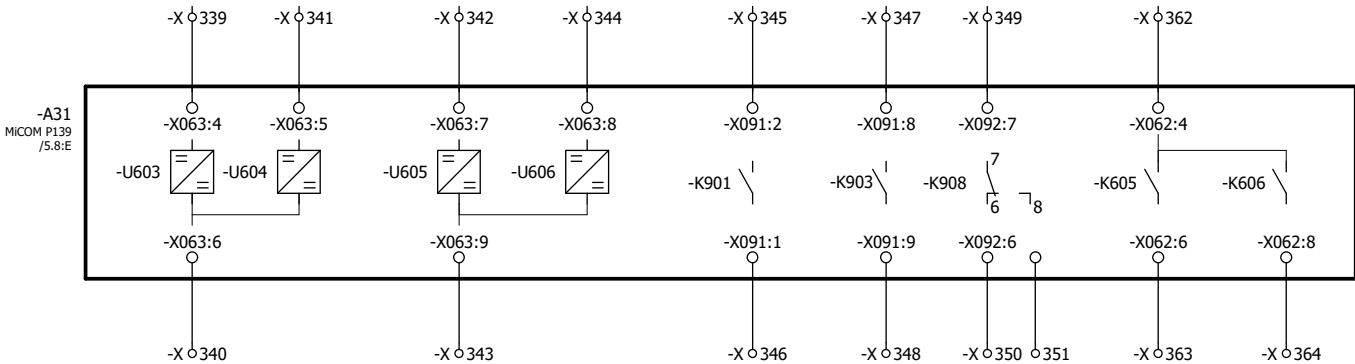 -X 339 -X 341 -X 342 -X 344 -X 345 -X 347 -X 349 -X 362
-A31
MiCOM P139
/5.8:E
-X063:4 -X063:5 -X063:7 -X063:8 -X091:2 -X091:8 -X092:7 -X062:4
-U603 -U604 -U605 -U606 -K901 -K903 -K908 7 -K605 -K606
6 8
-X063:6 -X063:9 -X091:1 -X091:9 -X092:6 -X062:6 -X062:8
-X 340 -X 343 -X 346 -X 348 -X 350 351 -X 363 -X 364